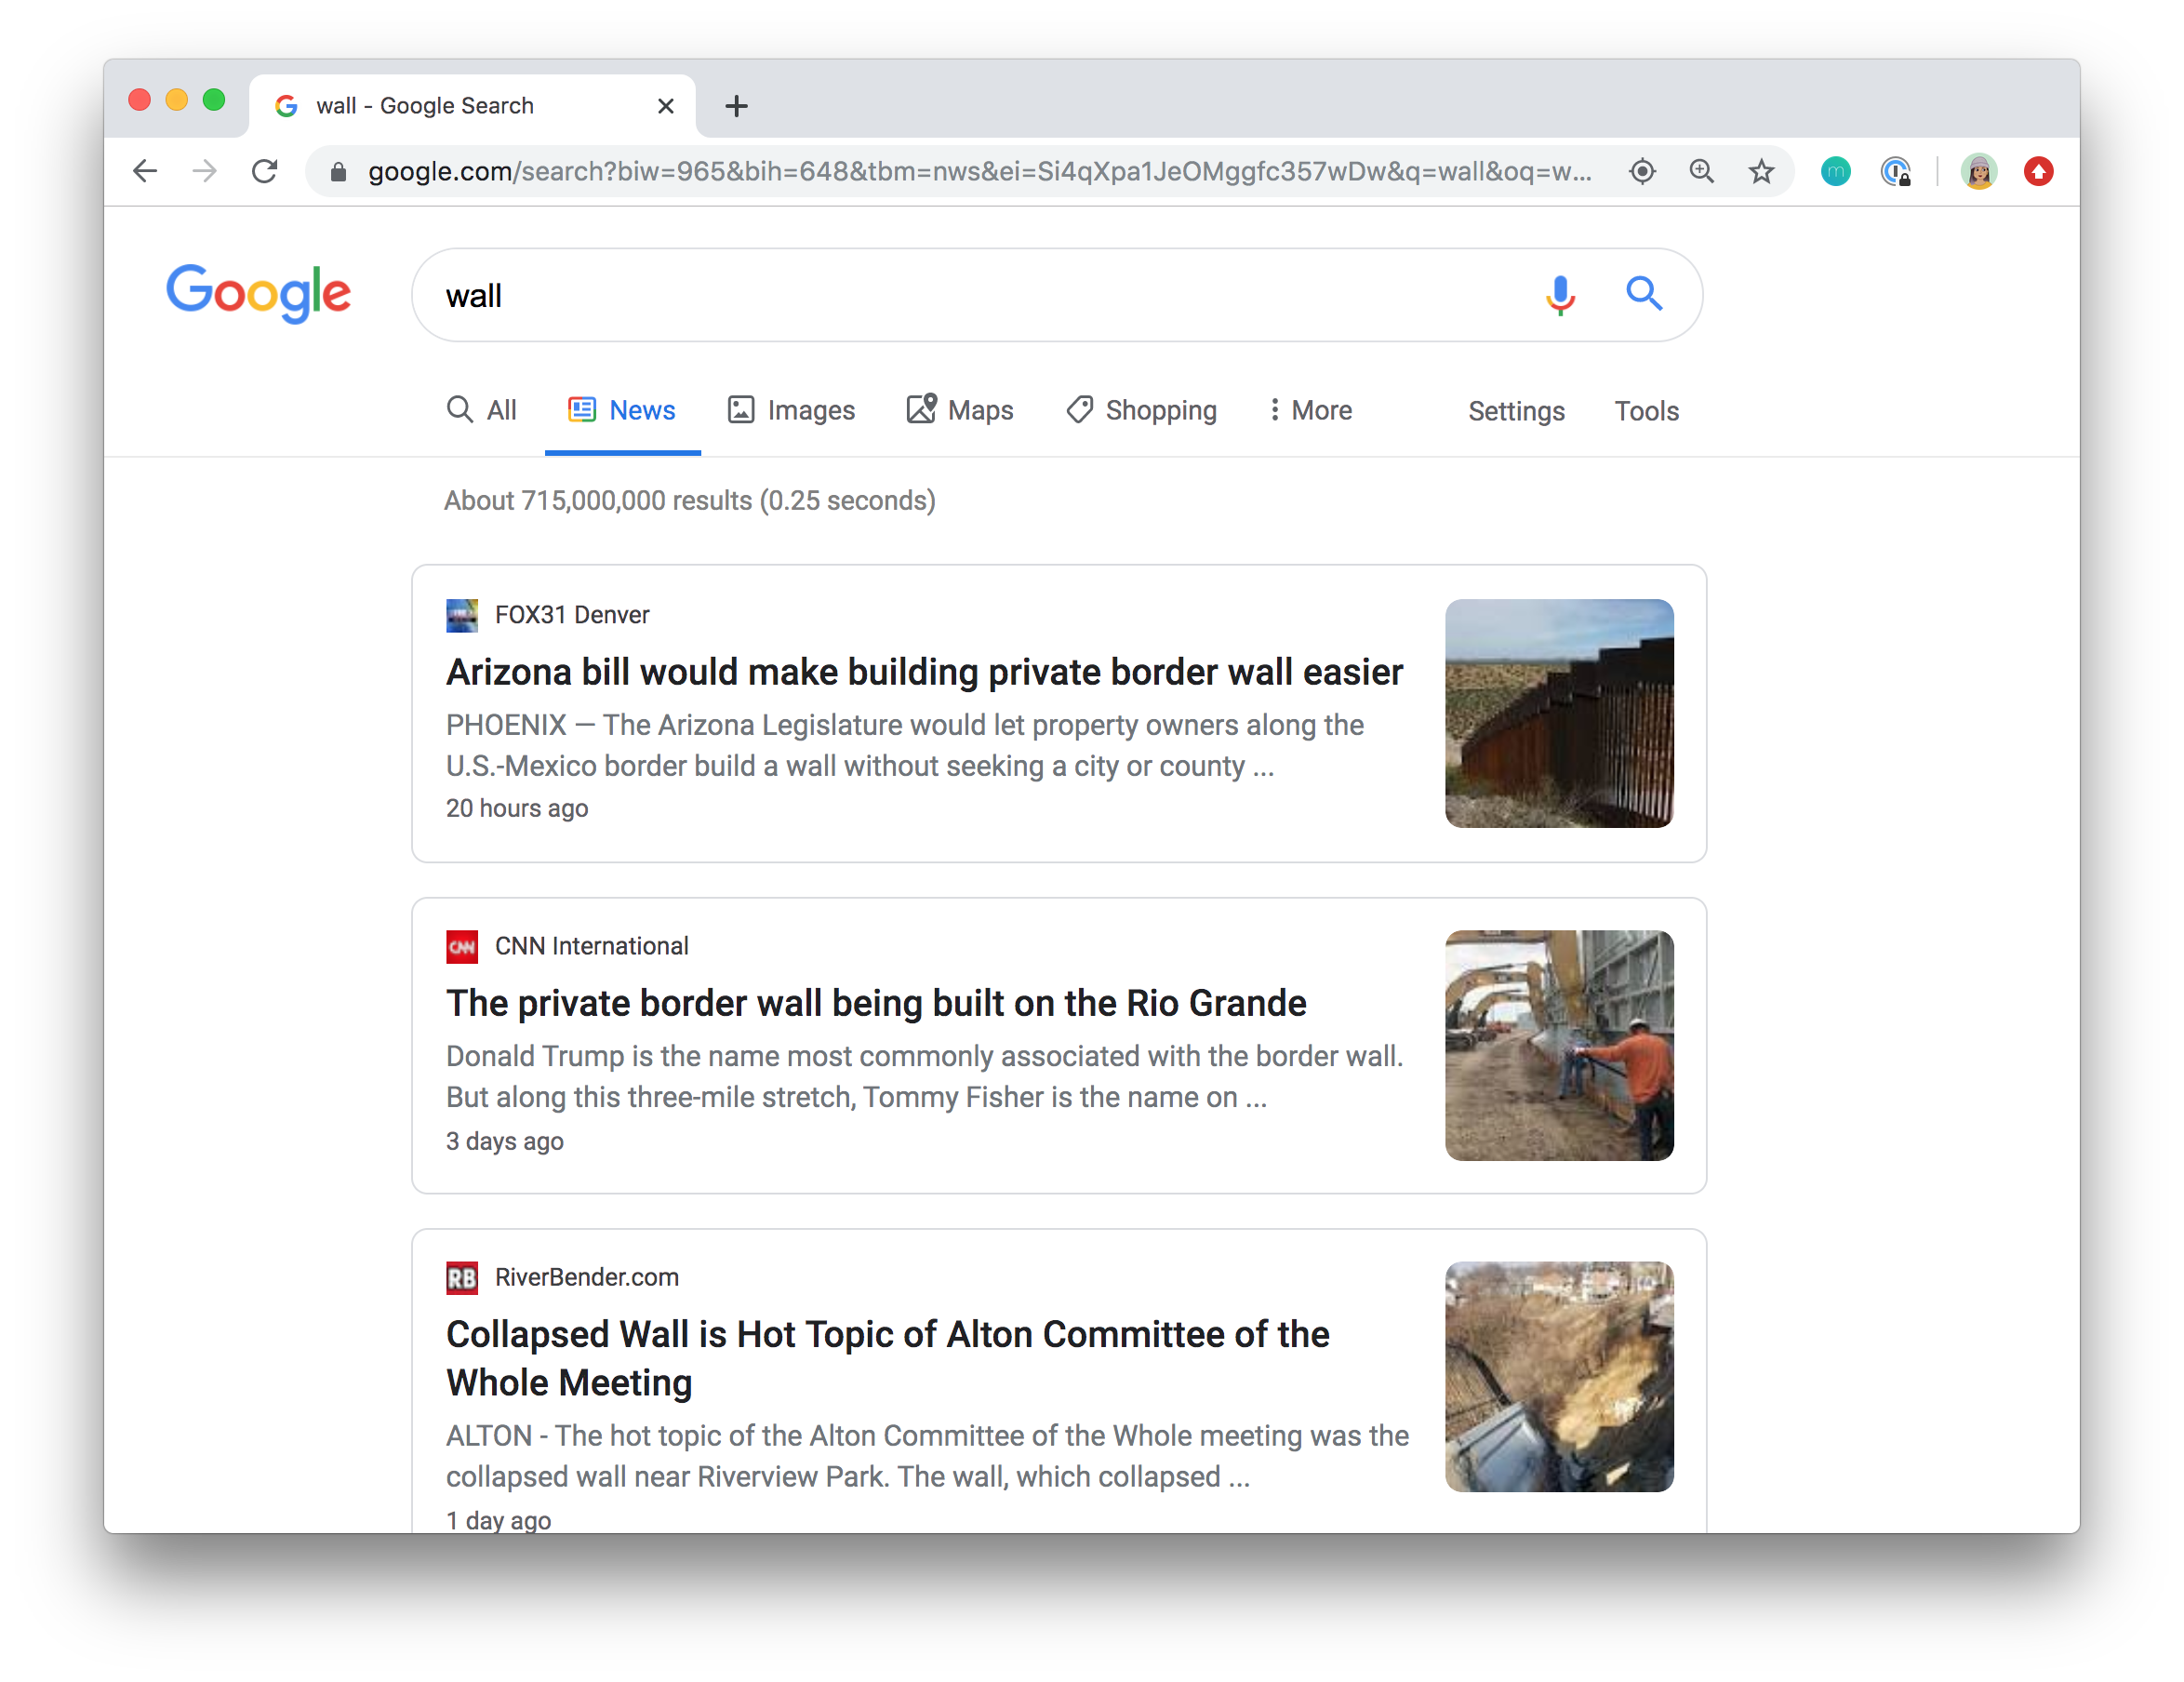 wall - Google Search
google.com/search?biw=965&bih=648&tbm=nws&ei=Si4qXpa1JeOMggfc357wDw&q=wall&oq=w...
m
Google
wall
All
News
Images
Maps
Shopping
More
Settings
Tools
About 715,000,000 results (0.25 seconds)
FOX31 Denver
Arizona bill would make building private border wall easier
PHOENIX — The Arizona Legislature would let property owners along the
U.S.-Mexico border build a wall without seeking a city or county ...
20 hours ago
CNN
CNN International
The private border wall being built on the Rio Grande
Donald Trump is the name most commonly associated with the border wall.
But along this three-mile stretch, Tommy Fisher is the name on ...
3 days ago
RB
RiverBender.com
Collapsed Wall is Hot Topic of Alton Committee of the
Whole Meeting
ALTON - The hot topic of the Alton Committee of the Whole meeting was the
collapsed wall near Riverview Park. The wall, which collapsed ...
1 day ago